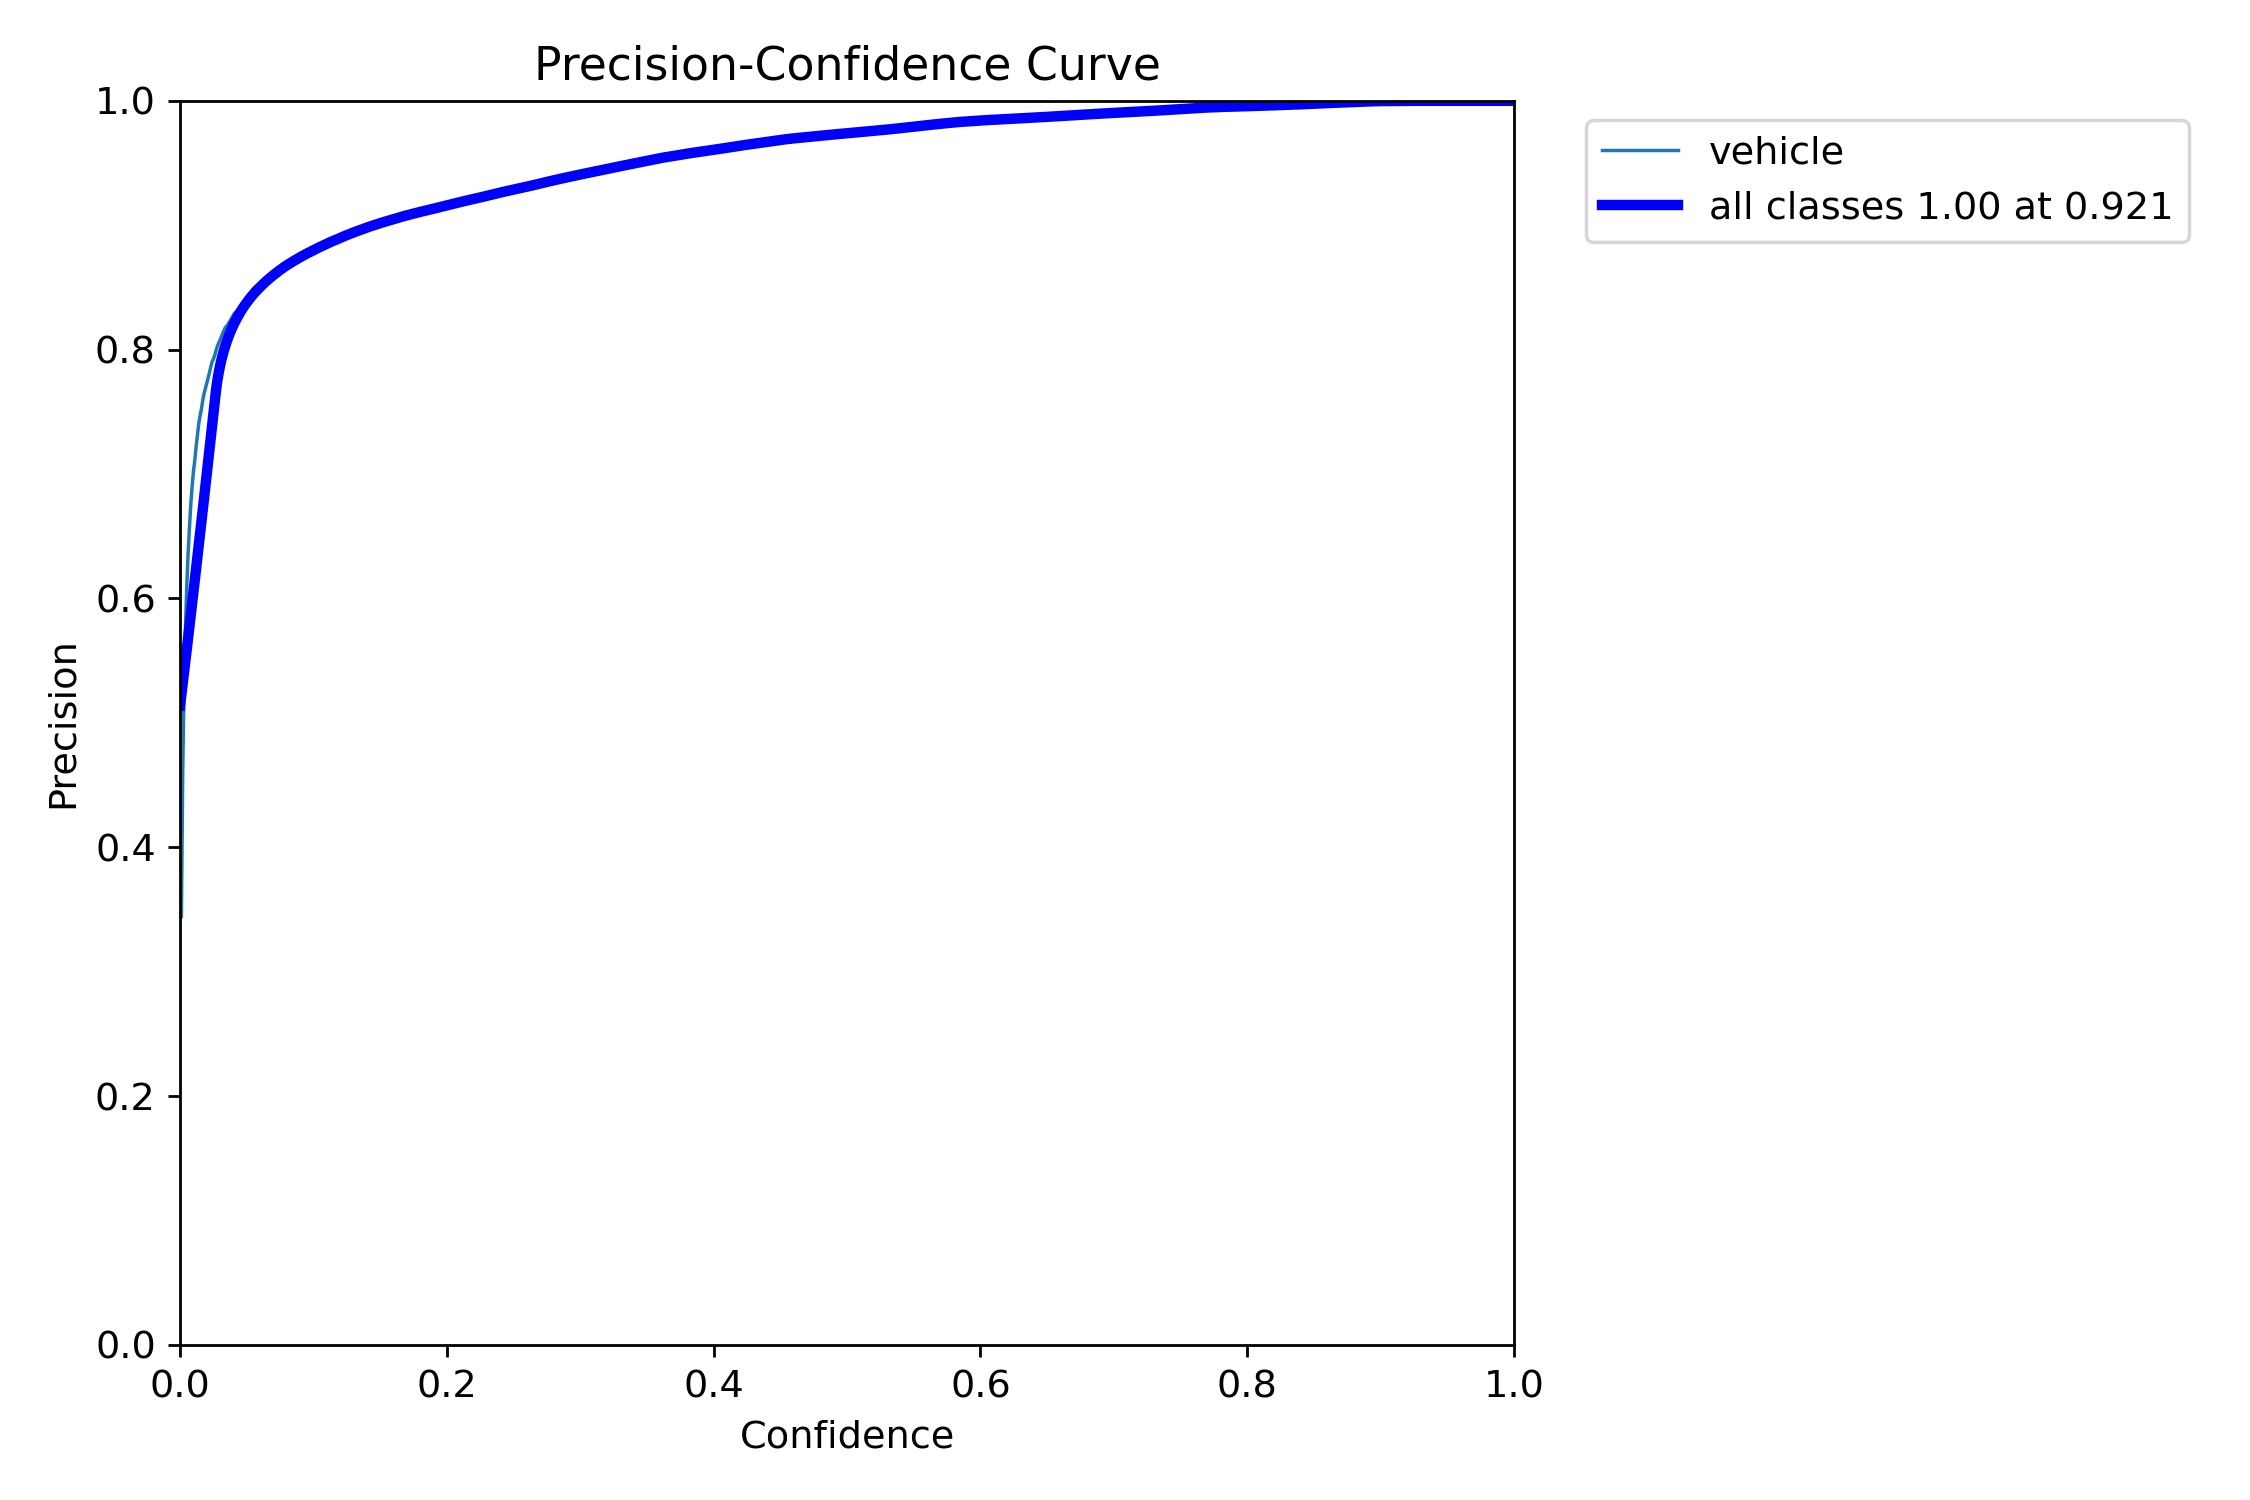 Precision-Confidence Curve
1.0
0.8
0.6
0.4
0.2
0.0
Precision
0.0 0.2 0.4 0.6 0.8 1.0
Confidence
vehicle
all classes 1.00 at 0.921